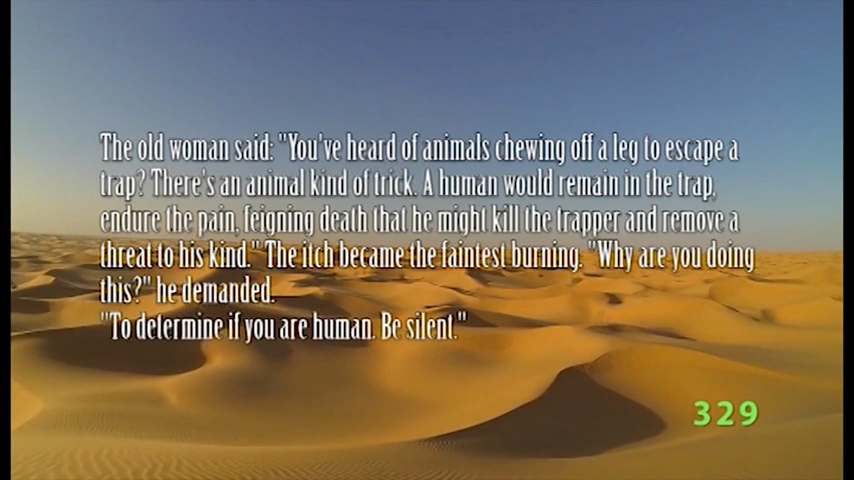 The old woman said: "You've heard of animals chewing off a leg to escape a
trap? There's an animal kind of trick. A human would remain in the trap,
endure the pain, feigning death that he might kill the trapper and remove a
threat to his kind." The itch became the faintest burning. "Why are you doing
this?" he demanded.
"To determine if you are human. Be silent."
329